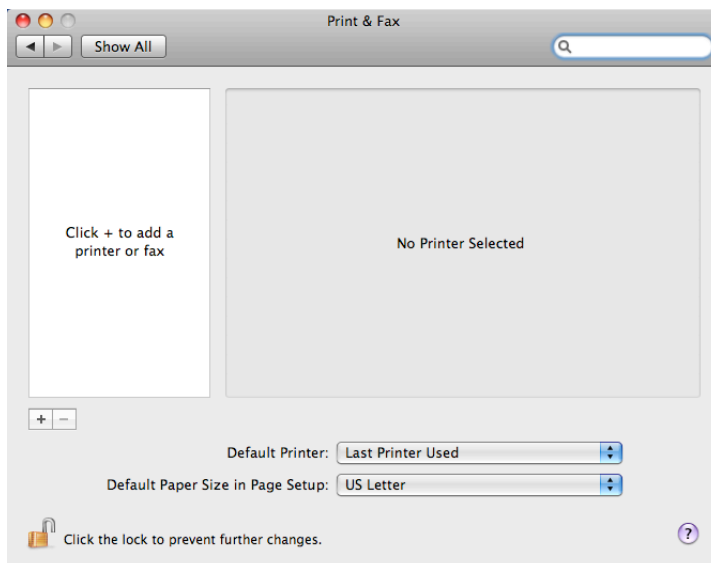 Print & Fax
Show All
Click + to add a
printer or fax
No Printer Selected
+ −
Default Printer: Last Printer Used
Default Paper Size in Page Setup: US Letter
Click the lock to prevent further changes.
?